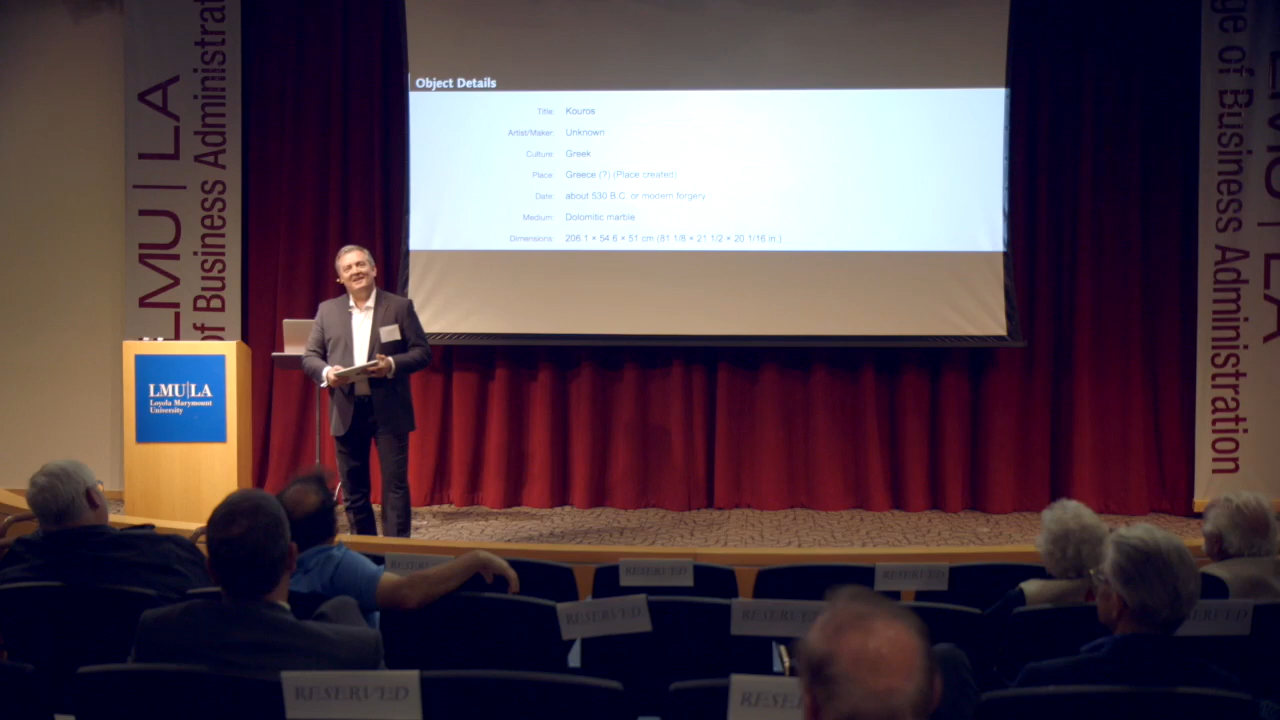 LMU | LA
of Business Administrat
Object Details
Title: Kouros
Artist/Maker: Unknown
Culture: Greek
Place: Greece (?) (Place created)
Date: about 530 B.C. or modern forgery
Medium: Dolomitic marble
Dimensions: 206.1 × 54.6 × 51 cm (81 1/8 × 21 1/2 × 20 1/16 in.)
ge of Business Administration
LMU | LA
LMU|LA
Loyola Marymount
University
RESERVED
RESERVED
RESERVED
RESERVED
RESERVED
RESERVED
RESERVED